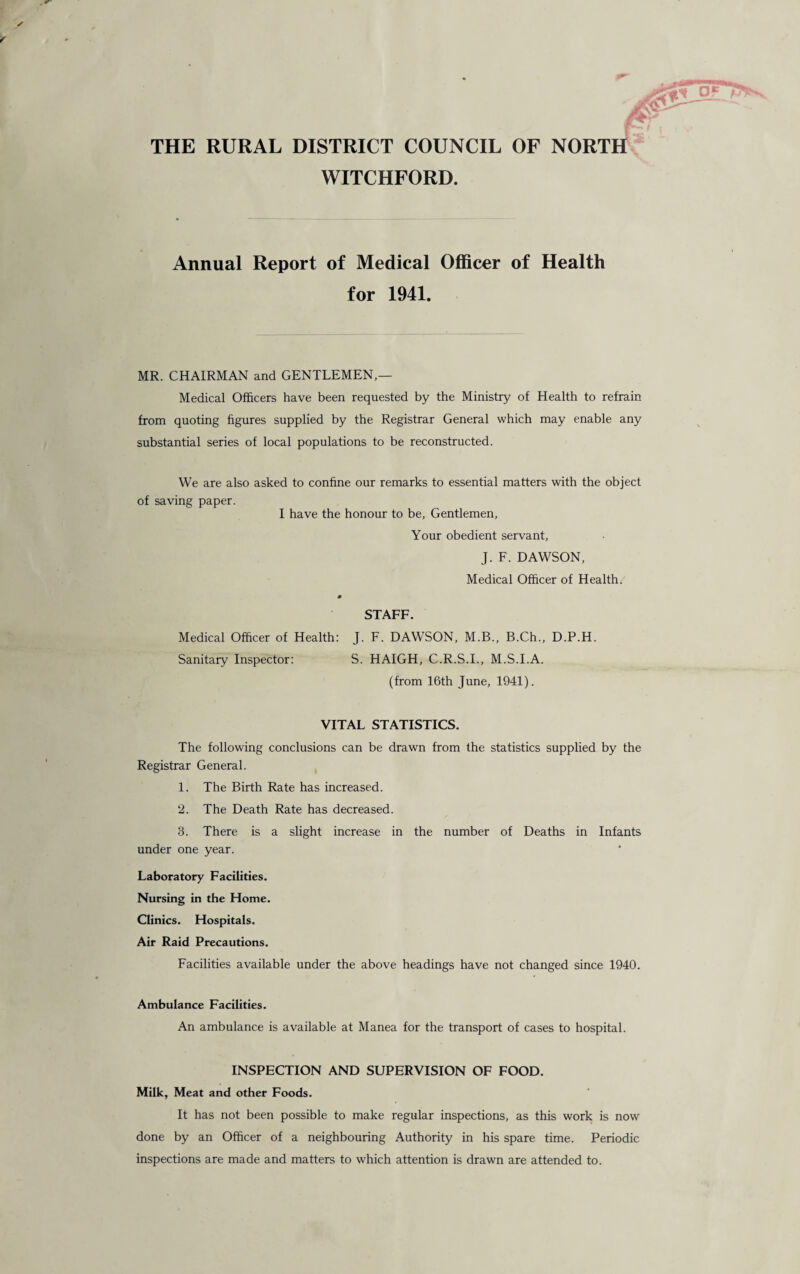 OF
THE RURAL DISTRICT COUNCIL OF NORTH
WITCHFORD.
Annual Report of Medical Officer of Health
for 1941.
MR. CHAIRMAN and GENTLEMEN,—
Medical Officers have been requested by the Ministry of Health to refrain
from quoting figures supplied by the Registrar General which may enable any
substantial series of local populations to be reconstructed.
We are also asked to confine our remarks to essential matters with the object
of saving paper.
I have the honour to be, Gentlemen,
Your obedient servant,
J. F. DAWSON,
Medical Officer of Health.
STAFF.
Medical Officer of Health: J. F. DAWSON, M.B., B.Ch., D.P.H.
Sanitary Inspector: S. HAIGH, C.R.S.I., M.S.I.A.
(from 16th June, 1941).
VITAL STATISTICS.
The following conclusions can be drawn from the statistics supplied by the
Registrar General.
1. The Birth Rate has increased.
2. The Death Rate has decreased.
3. There is a slight increase in the number of Deaths in Infants
under one year.
Laboratory Facilities.
Nursing in the Home.
Clinics. Hospitals.
Air Raid Precautions.
Facilities available under the above headings have not changed since 1940.
Ambulance Facilities.
An ambulance is available at Manea for the transport of cases to hospital.
INSPECTION AND SUPERVISION OF FOOD.
Milk, Meat and other Foods.
It has not been possible to make regular inspections, as this work is now
done by an Officer of a neighbouring Authority in his spare time. Periodic
inspections are made and matters to which attention is drawn are attended to.